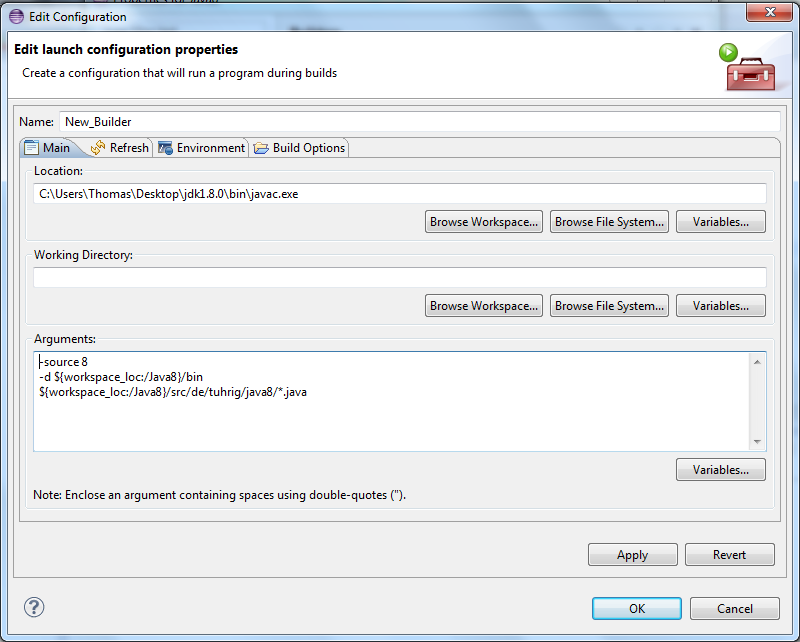 Edit Configuration
Edit launch configuration properties
Create a configuration that will run a program during builds
Name: New_Builder
Main Refresh Environment Build Options
Location:
C:\Users\Thomas\Desktop\jdk1.8.0\bin\javac.exe
Browse Workspace... Browse File System... Variables...
Working Directory:
Browse Workspace... Browse File System... Variables...
Arguments:
-source 8
-d ${workspace_loc:/Java8}/bin
${workspace_loc:/Java8}/src/de/tuhrig/java8/*.java
Variables...
Note: Enclose an argument containing spaces using double-quotes (").
Apply Revert
OK Cancel